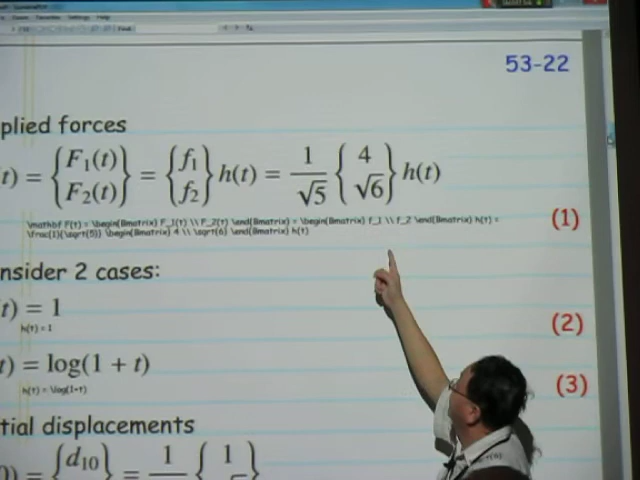 53-22
plied forces
t) = {F₁(t) F₂(t)} = {f₁ f₂} h(t) = 1/√5 {4 √6} h(t)
\mathbf F(t) = \begin{Bmatrix} F_1(t) \\ F_2(t) \end{Bmatrix} = \begin{Bmatrix} f_1 \\ f_2 \end{Bmatrix} h(t) =
\frac{1}{\sqrt{5}} \begin{Bmatrix} 4 \\ \sqrt{6} \end{Bmatrix} h(t)
(1)
nsider 2 cases:
t) = 1
(2)
h(t) = 1
t) = log(1 + t)
(3)
h(t) = \log(1+t)
tial displacements
0) = {d₁₀
= 1
{1